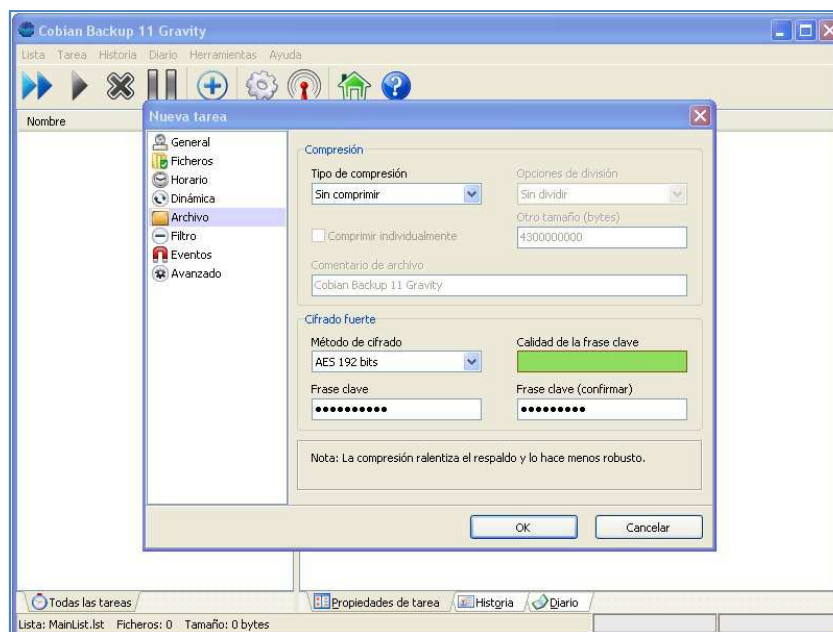 Cobian Backup 11 Gravity
Lista Tarea Historia Diario Herramientas Ayuda
Nombre
Nueva tarea
General
Ficheros
Horario
Dinámica
Archivo
Filtro
Eventos
Avanzado
Compresión
Tipo de compresión Opciones de división
Sin comprimir Sin dividir
Otro tamaño (bytes)
Comprimir individualmente 4300000000
Comentario de archivo
Cobian Backup 11 Gravity
Cifrado fuerte
Método de cifrado Calidad de la frase clave
AES 192 bits
Frase clave Frase clave (confirmar)
●●●●●●●●●● ●●●●●●●●●
Nota: La compresión ralentiza el respaldo y lo hace menos robusto.
OK Cancelar
Todas las tareas Propiedades de tarea Historia Diario
Lista: MainList.lst Ficheros: 0 Tamaño: 0 bytes